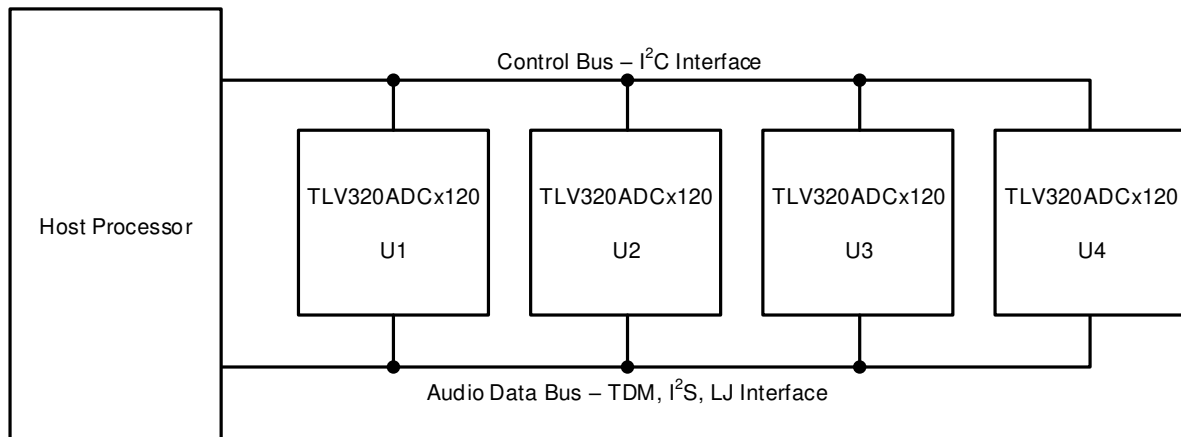 Control Bus – I²C Interface
Host Processor
TLV320ADCx120
U1
TLV320ADCx120
U2
TLV320ADCx120
U3
TLV320ADCx120
U4
Audio Data Bus – TDM, I²S, LJ Interface